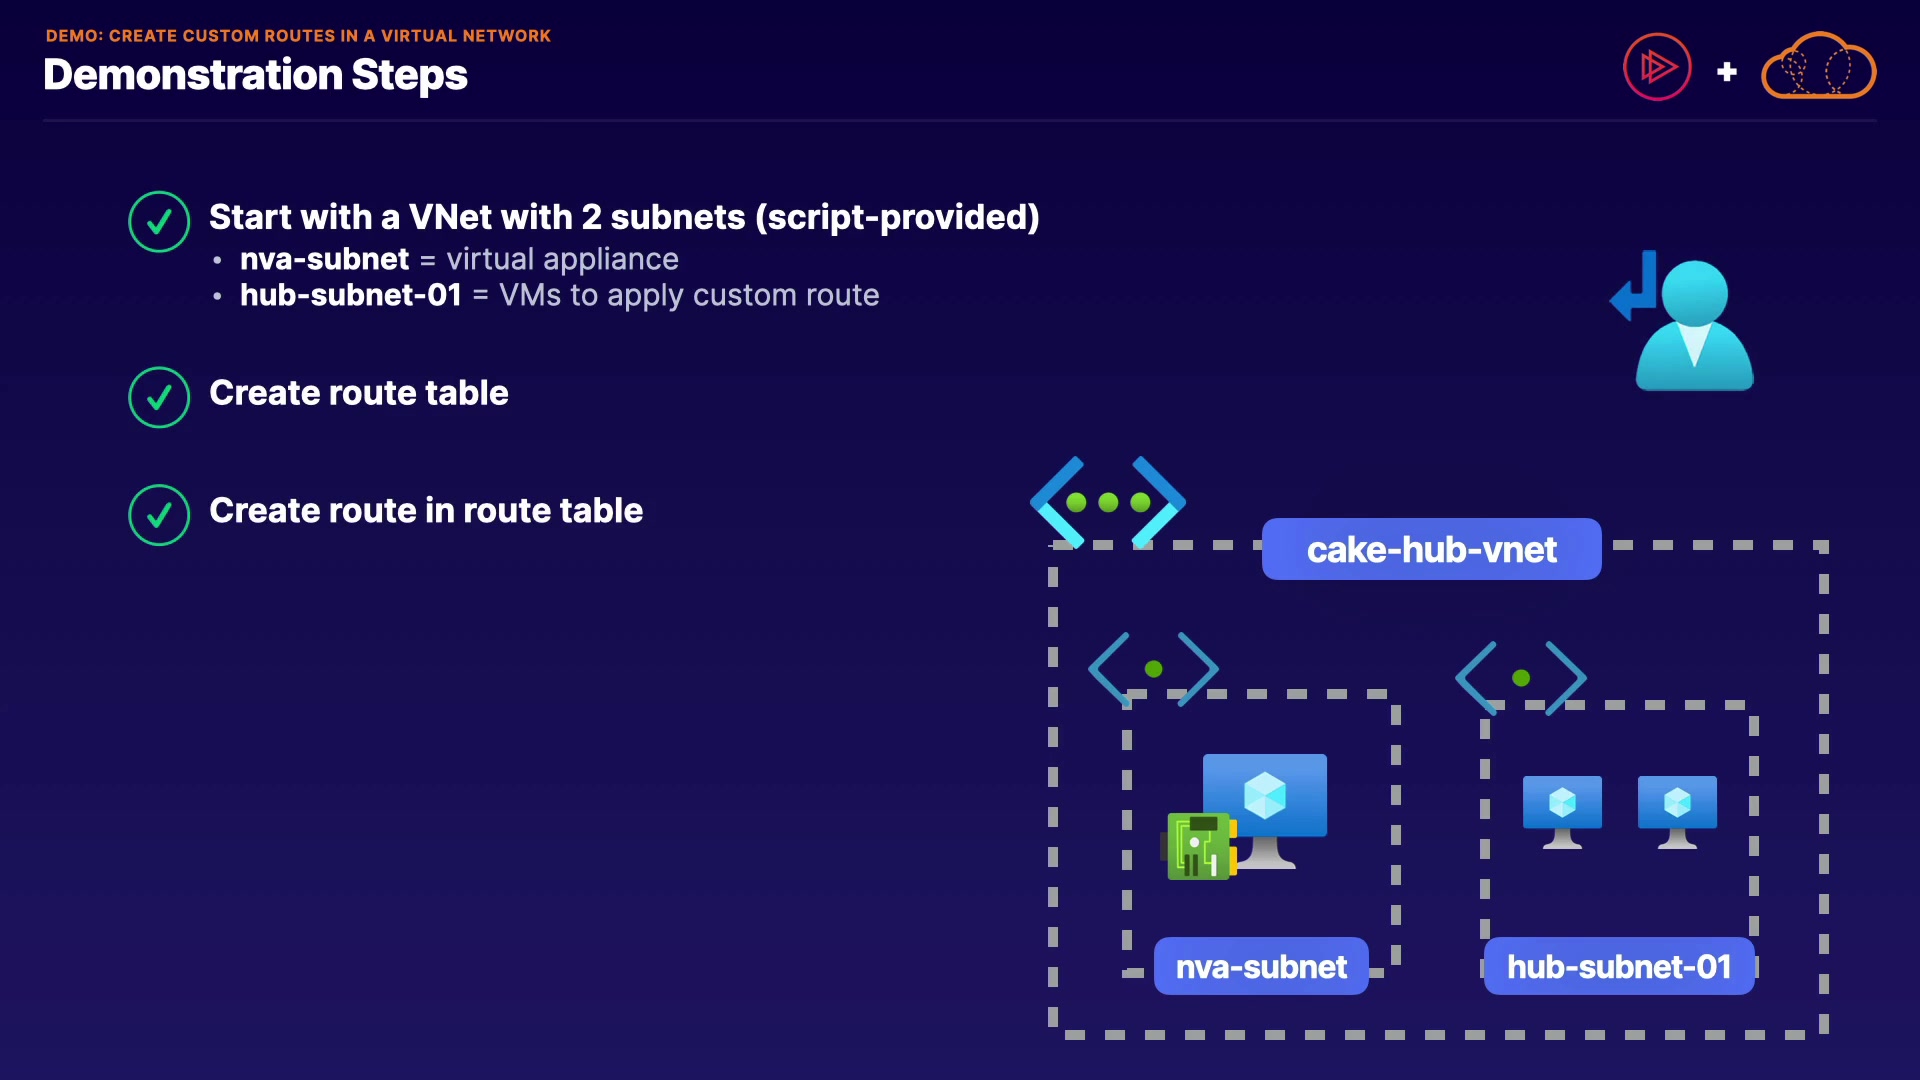 DEMO: CREATE CUSTOM ROUTES IN A VIRTUAL NETWORK
Demonstration Steps
Start with a VNet with 2 subnets (script-provided)
• nva-subnet = virtual appliance
• hub-subnet-01 = VMs to apply custom route
Create route table
Create route in route table
cake-hub-vnet
nva-subnet
hub-subnet-01